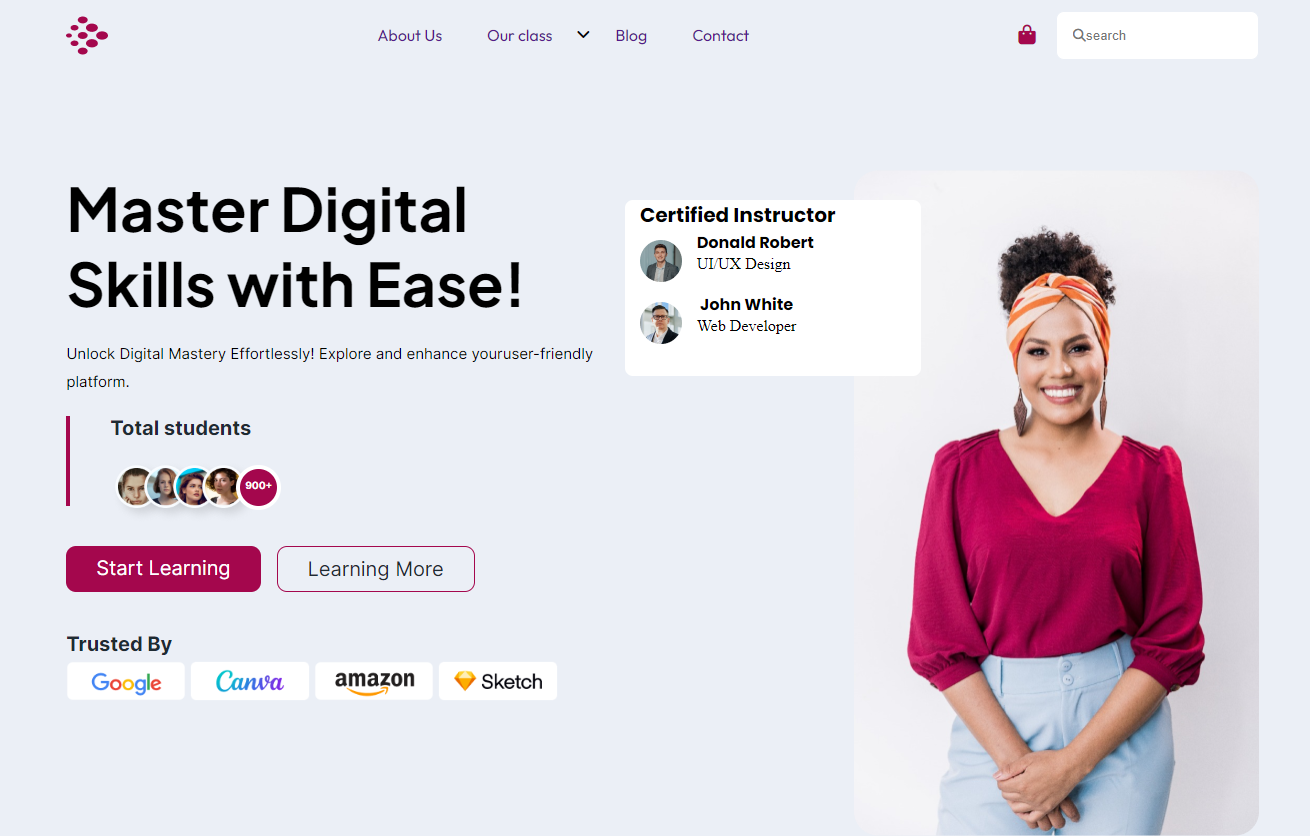 About Us
Our class
Blog
Contact
search
Master Digital
Skills with Ease!
Unlock Digital Mastery Effortlessly! Explore and enhance youruser-friendly
platform.
Total students
900+
Start Learning
Learning More
Trusted By
Google
Canva
amazon
Sketch
Certified Instructor
Donald Robert
UI/UX Design
John White
Web Developer